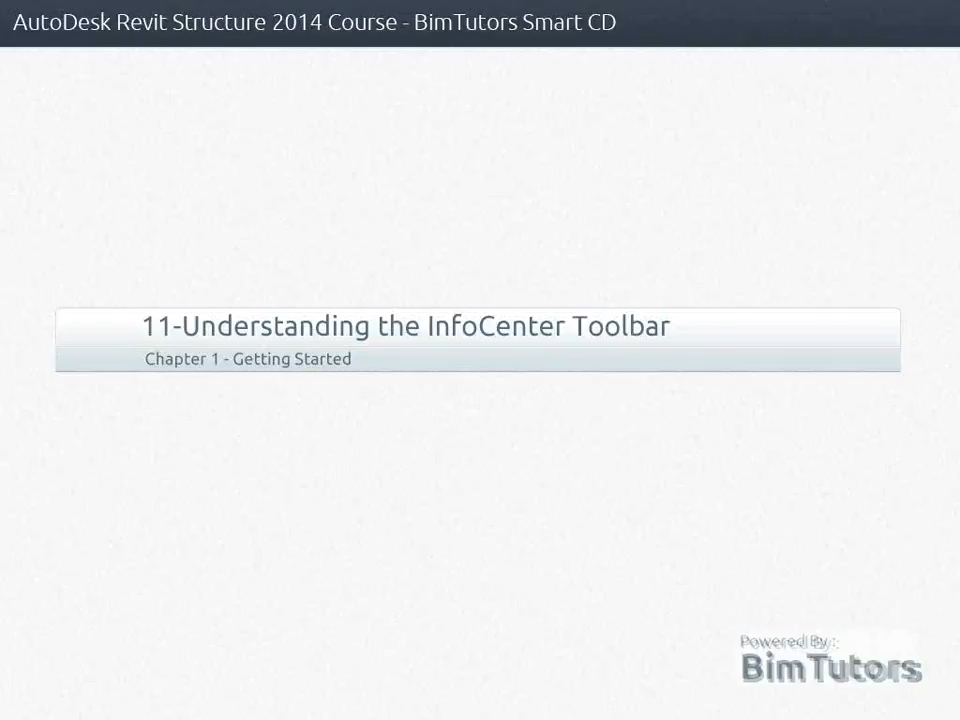 AutoDesk Revit Structure 2014 Course - BimTutors Smart CD
11-Understanding the InfoCenter Toolbar
Chapter 1 - Getting Started
Powered By :
BimTutors